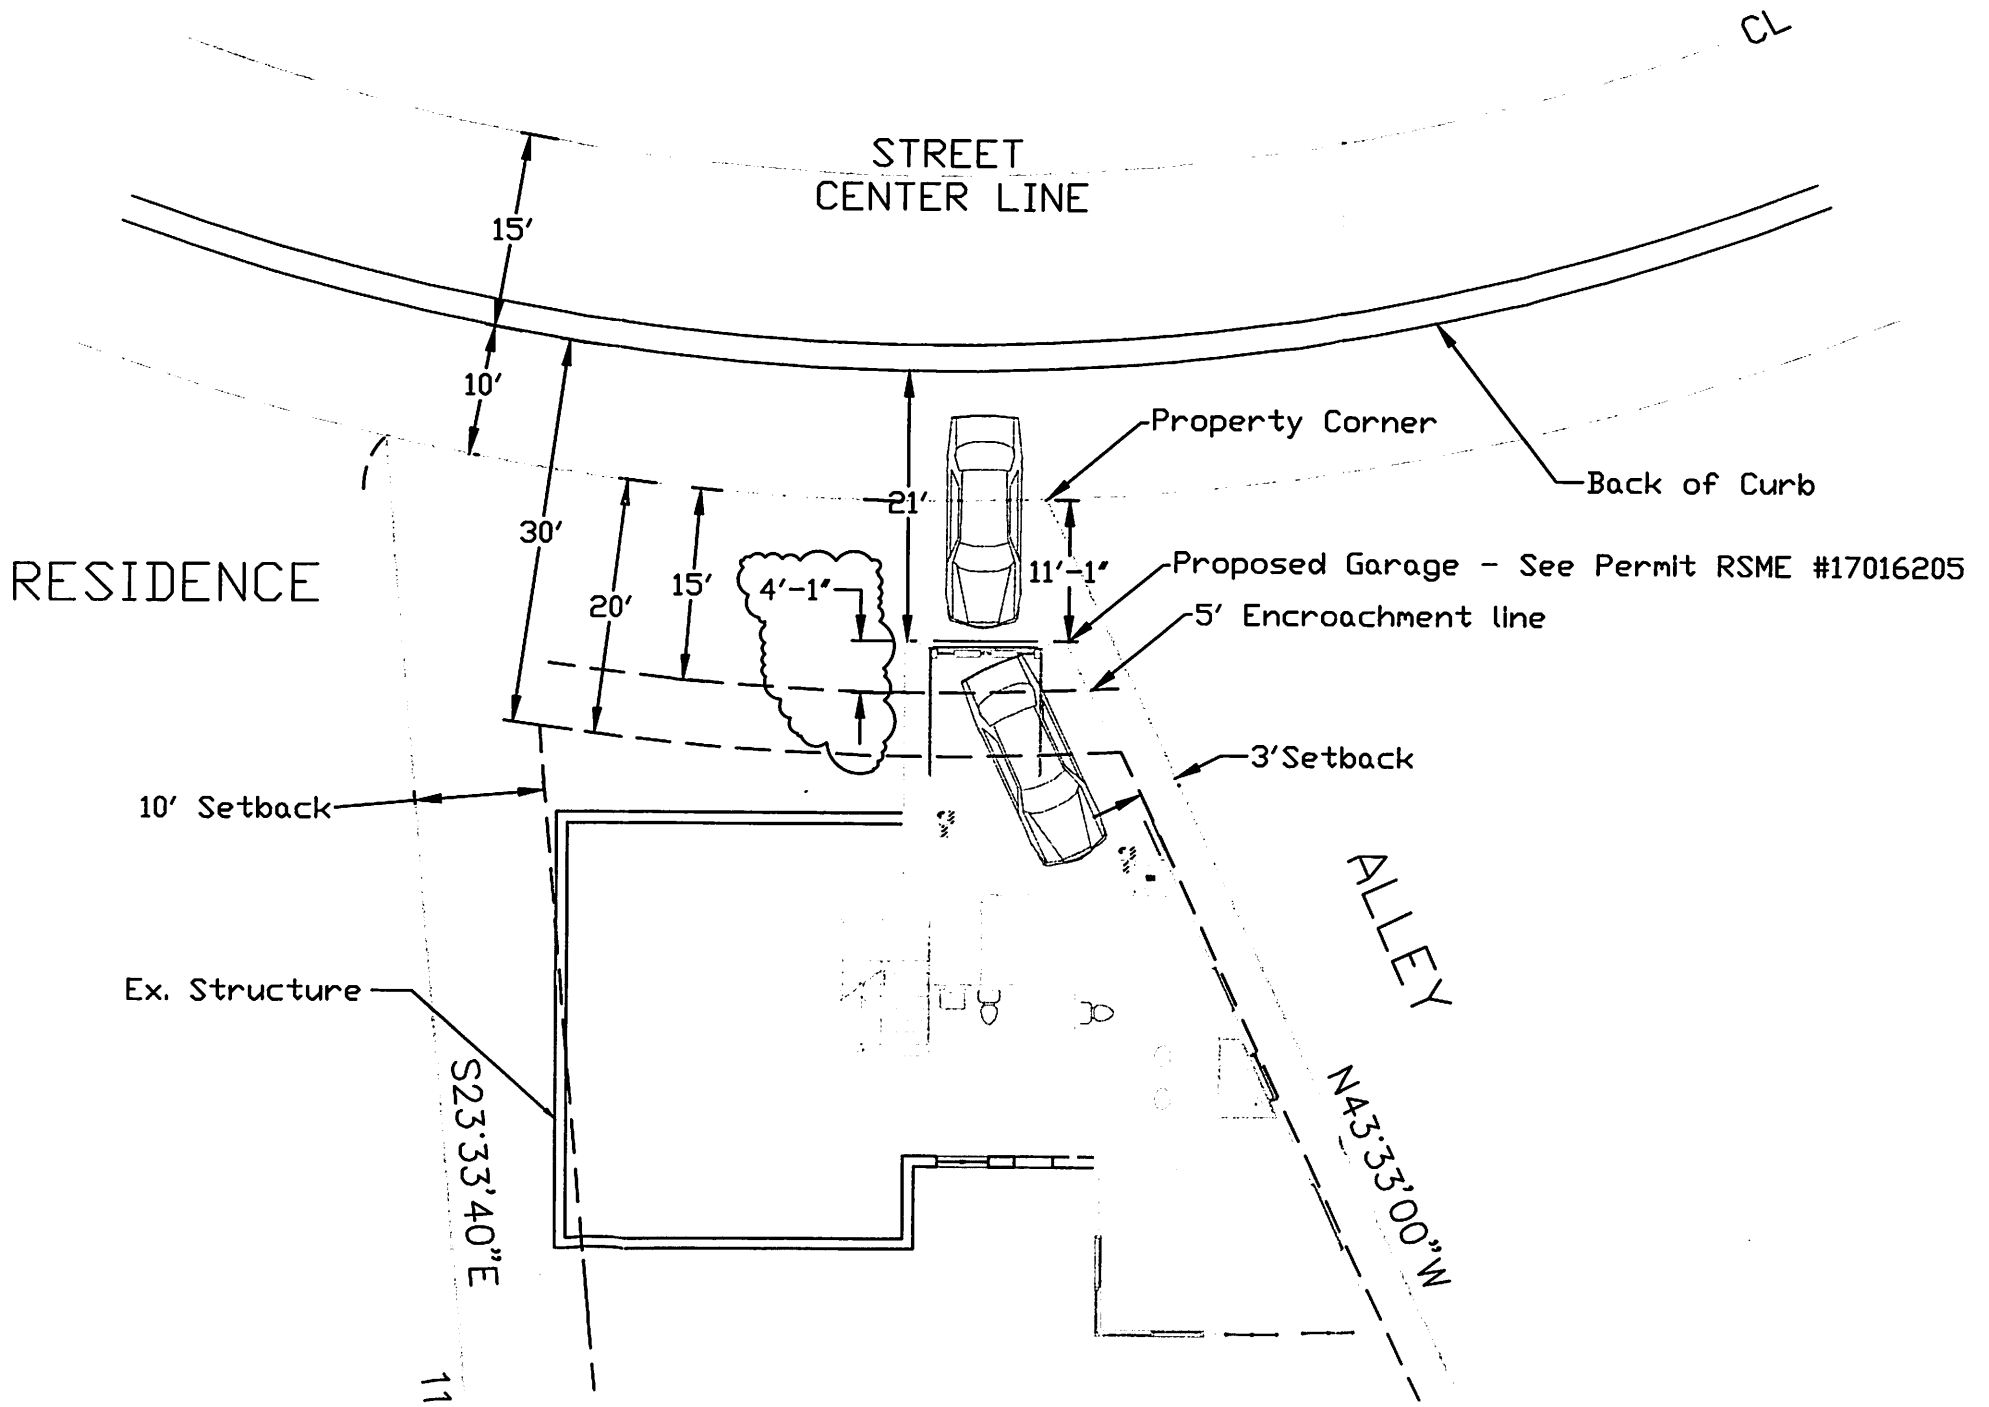 CL
STREET
CENTER LINE
15'
10'
Property Corner
Back of Curb
21'
30'
11'-1"
Proposed Garage - See Permit RSME #17016205
RESIDENCE
15'
4'-1"
20'
5' Encroachment line
3'Setback
10' Setback
ALLEY
Ex. Structure
S23°33'40"E
N43°33'00"W
11